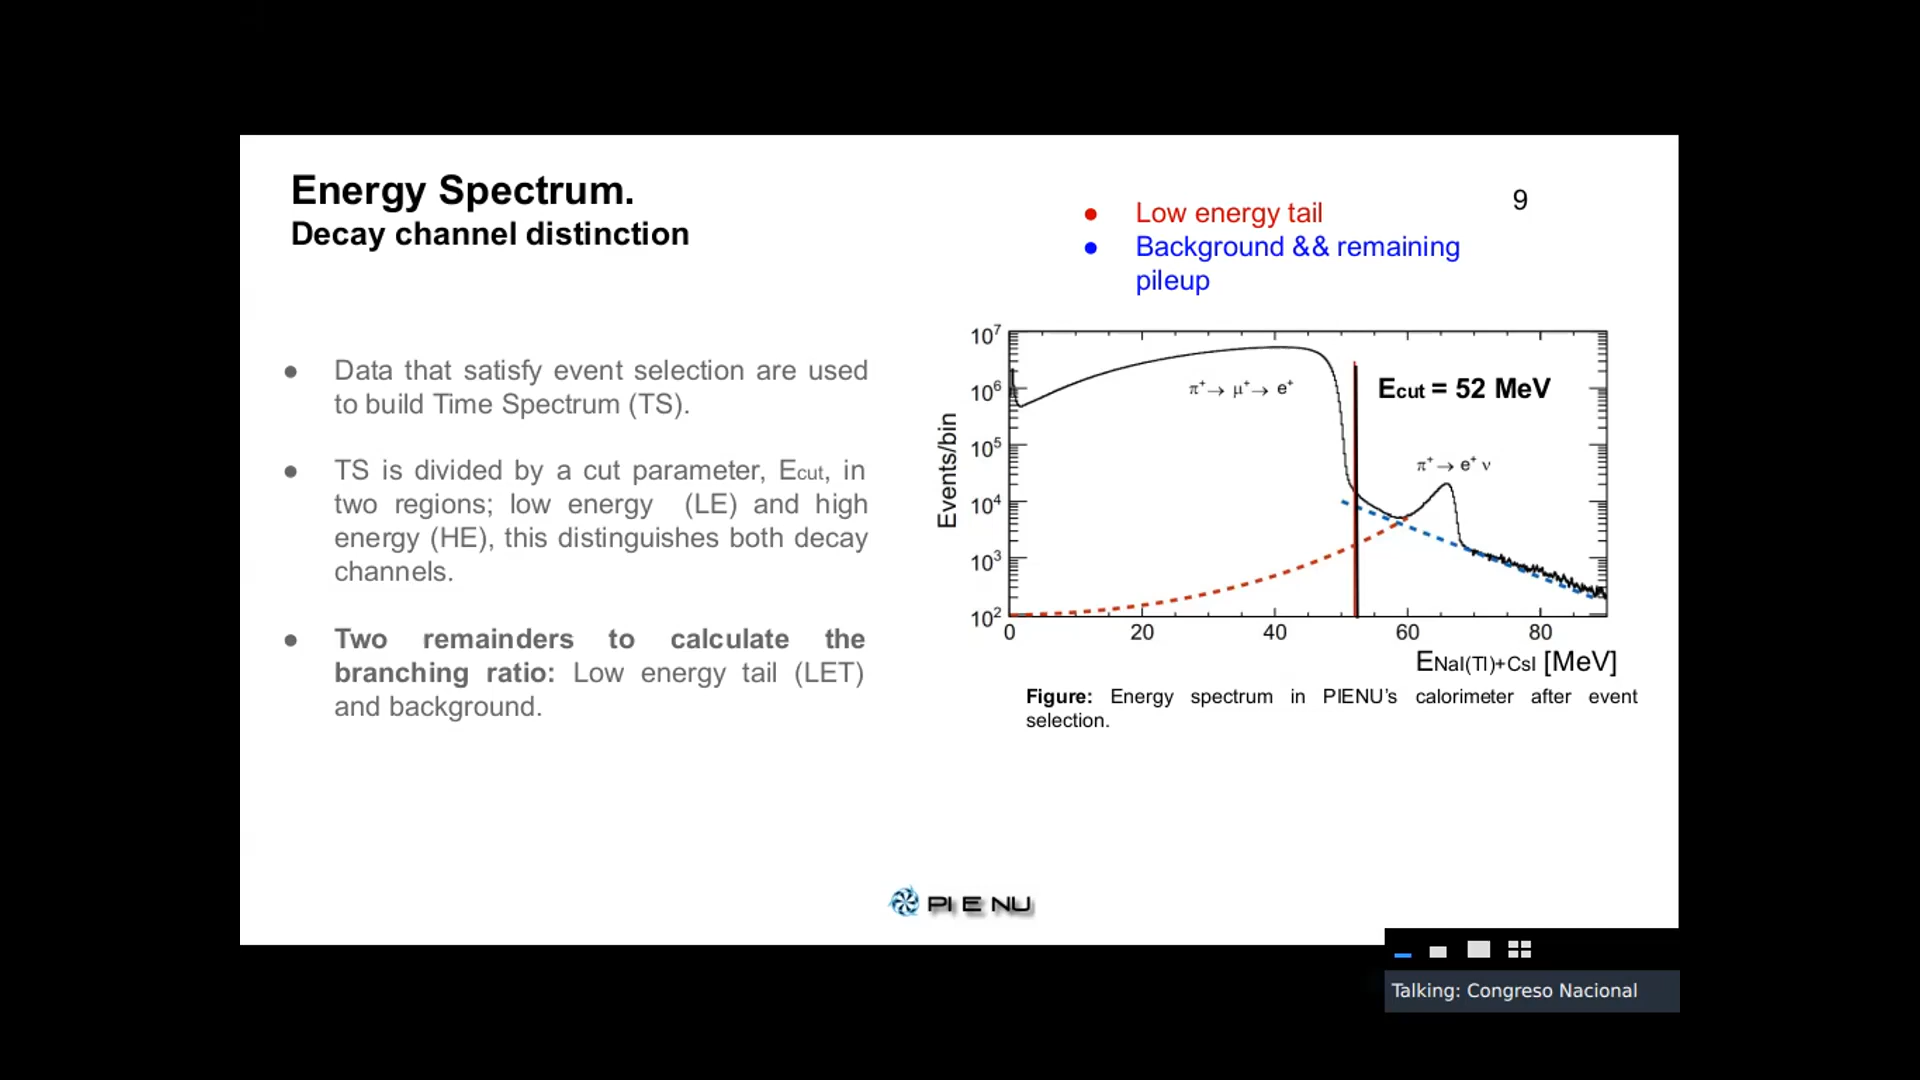 Energy Spectrum.
Decay channel distinction
9
● Low energy tail
● Background && remaining
pileup
● Data that satisfy event selection are used
to build Time Spectrum (TS).
● TS is divided by a cut parameter, Ecut, in
two regions; low energy (LE) and high
energy (HE), this distinguishes both decay
channels.
● Two remainders to calculate the
branching ratio: Low energy tail (LET)
and background.
Events/bin
10⁷
10⁶
10⁵
10⁴
10³
10²
π⁺→ μ⁺→ e⁺
Ecut = 52 MeV
π⁺→ e⁺ ν
0 20 40 60 80
ENaI(Tl)+CsI [MeV]
Figure: Energy spectrum in PIENU’s calorimeter after event
selection.
PI E NU
Talking: Congreso Nacional